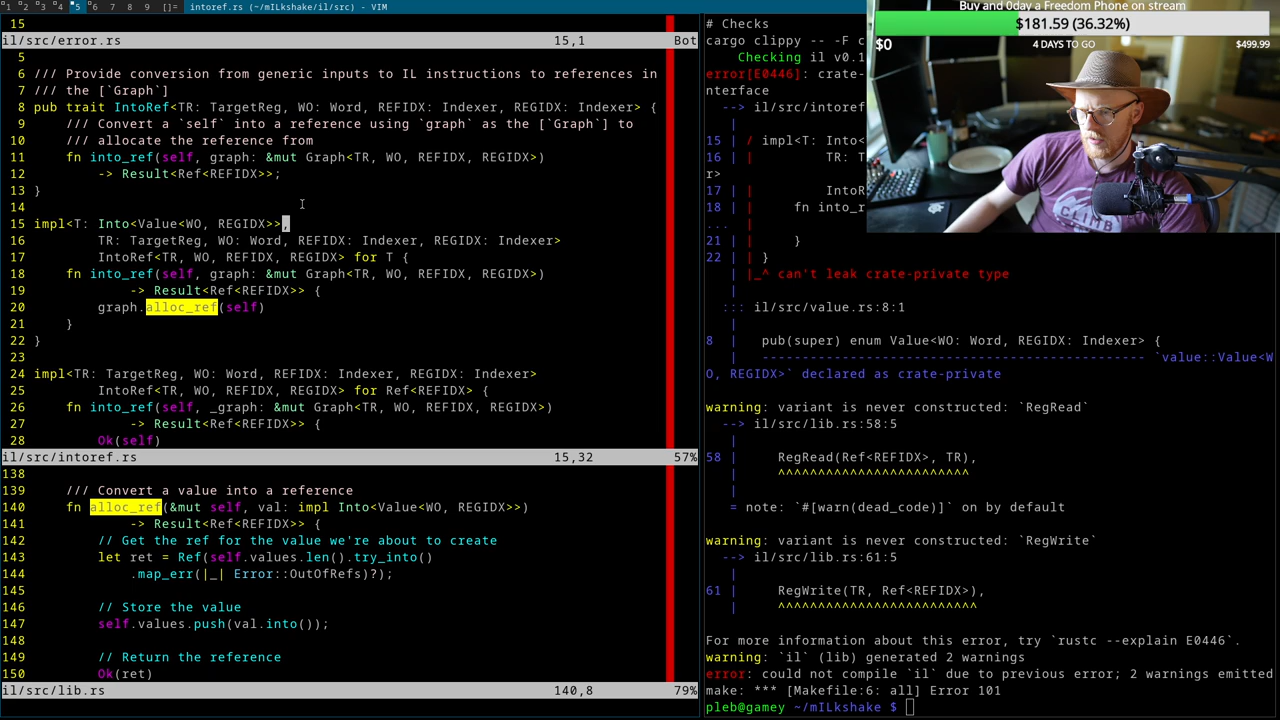 1 2 3 4 5 6 7 8 9 []= intoref.rs (~/mILkshake/il/src) - VIM
15
il/src/error.rs 15,1 Bot
5
6 /// Provide conversion from generic inputs to IL instructions to references in
7 /// the [`Graph`]
8 pub trait IntoRef<TR: TargetReg, WO: Word, REFIDX: Indexer, REGIDX: Indexer> {
9     /// Convert a `self` into a reference using `graph` as the [`Graph`] to
10     /// allocate the reference from
11     fn into_ref(self, graph: &mut Graph<TR, WO, REFIDX, REGIDX>)
12         -> Result<Ref<REFIDX>>;
13 }
14
15 impl<T: Into<Value<WO, REGIDX>>,
16         TR: TargetReg, WO: Word, REFIDX: Indexer, REGIDX: Indexer>
17         IntoRef<TR, WO, REFIDX, REGIDX> for T {
18     fn into_ref(self, graph: &mut Graph<TR, WO, REFIDX, REGIDX>)
19             -> Result<Ref<REFIDX>> {
20         graph.alloc_ref(self)
21     }
22 }
23
24 impl<TR: TargetReg, WO: Word, REFIDX: Indexer, REGIDX: Indexer>
25         IntoRef<TR, WO, REFIDX, REGIDX> for Ref<REFIDX> {
26     fn into_ref(self, _graph: &mut Graph<TR, WO, REFIDX, REGIDX>)
27             -> Result<Ref<REFIDX>> {
28         Ok(self)
il/src/intoref.rs 15,32 57%
138
139     /// Convert a value into a reference
140     fn alloc_ref(&mut self, val: impl Into<Value<WO, REGIDX>>)
141             -> Result<Ref<REFIDX>> {
142         // Get the ref for the value we're about to create
143         let ret = Ref(self.values.len().try_into()
144             .map_err(|_| Error::OutOfRefs)?);
145
146         // Store the value
147         self.values.push(val.into());
148
149         // Return the reference
150         Ok(ret)
il/src/lib.rs 140,8 79%
# Checks
cargo clippy -- -F c
Checking il v0.1
error[E0446]: crate-
nterface
--> il/src/intoref
|
15 | / impl<T: Into<
16 | |         TR: T
r>
17 | |         IntoR
18 | |     fn into_r
... |
21 | |     }
22 | | }
| |_^ can't leak crate-private type
|
::: il/src/value.rs:8:1
|
8 | pub(super) enum Value<WO: Word, REGIDX: Indexer> {
| ---------------------------------------------- `value::Value<W
O, REGIDX>` declared as crate-private
warning: variant is never constructed: `RegRead`
--> il/src/lib.rs:58:5
|
58 |     RegRead(Ref<REFIDX>, TR),
|     ^^^^^^^^^^^^^^^^^^^^^^^^
|
= note: `#[warn(dead_code)]` on by default
warning: variant is never constructed: `RegWrite`
--> il/src/lib.rs:61:5
|
61 |     RegWrite(TR, Ref<REFIDX>),
|     ^^^^^^^^^^^^^^^^^^^^^^^^^
For more information about this error, try `rustc --explain E0446`.
warning: `il` (lib) generated 2 warnings
error: could not compile `il` due to previous error; 2 warnings emitted
make: *** [Makefile:6: all] Error 101
pleb@gamey ~/mILkshake $
Buy and 0day a Freedom Phone on stream
$181.59 (36.32%)
$0 4 DAYS TO GO $499.99
CLIMB